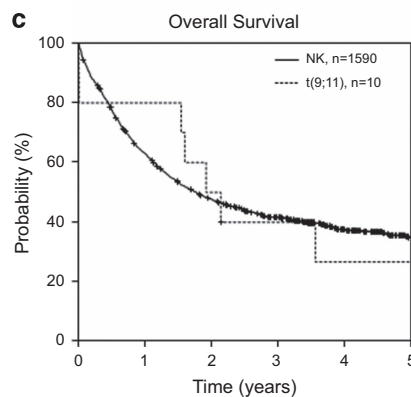 c
Overall Survival
NK, n=1590
t(9;11), n=10
Probability (%)
100
80
60
40
20
0
0 1 2 3 4 5
Time (years)